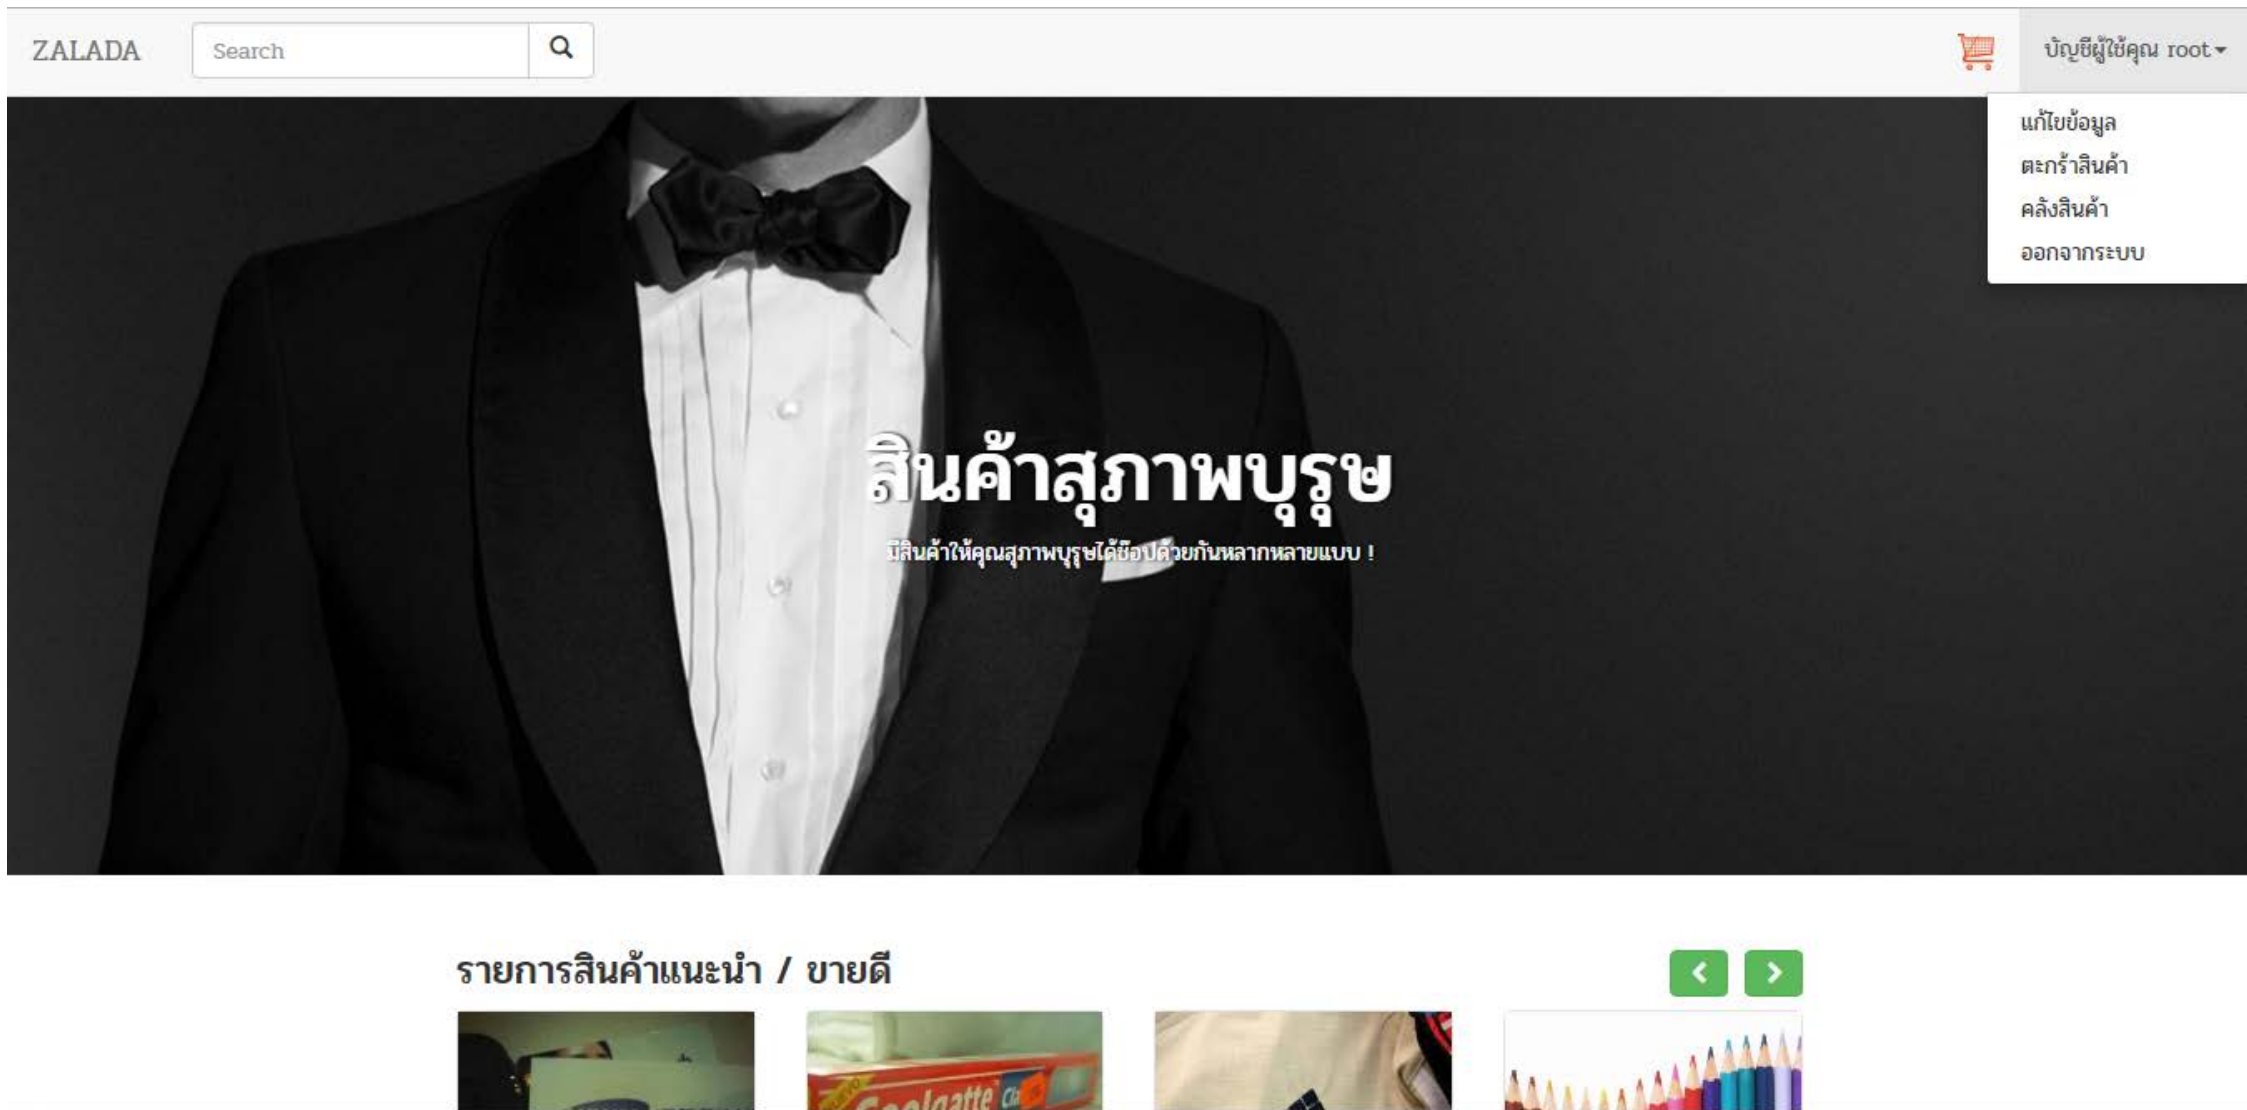 ZALADA Search บัญชีผู้ใช้คุณ root
แก้ไขข้อมูล
ตะกร้าสินค้า
คลังสินค้า
ออกจากระบบ
สินค้าสุภาพบุรุษ
มีสินค้าให้คุณสุภาพบุรุษได้ช๊อปด้วยกันหลากหลายแบบ !
รายการสินค้าแนะนำ / ขายดี